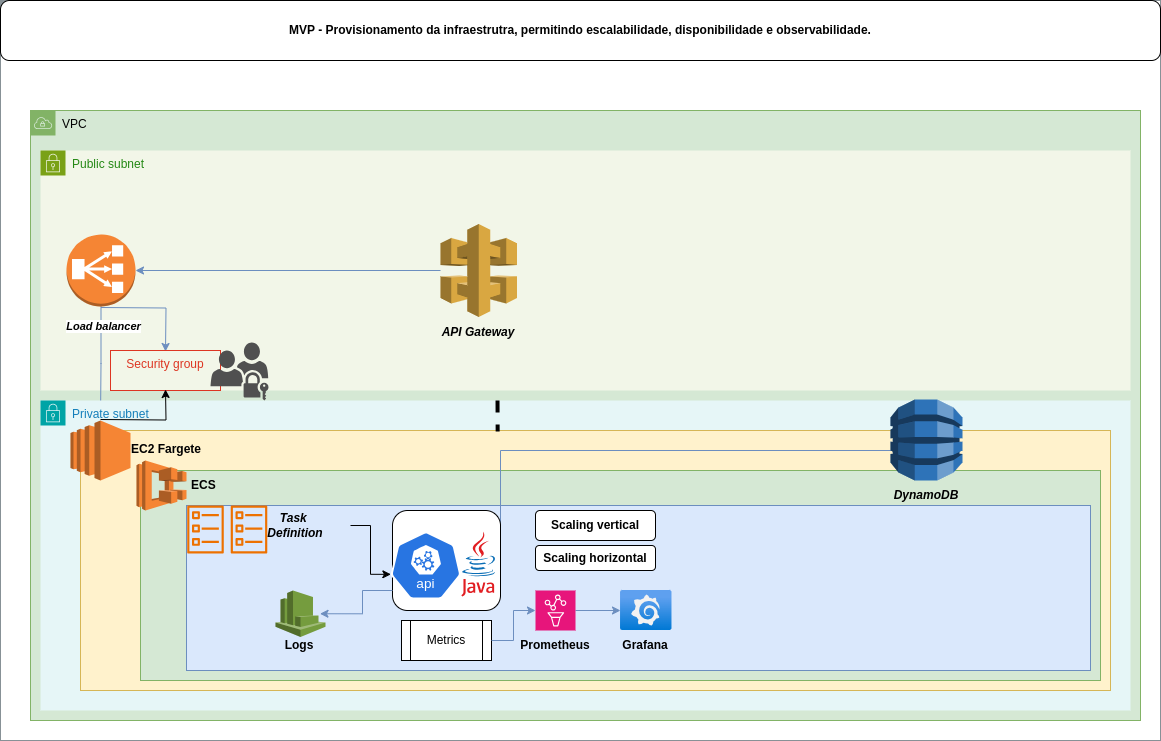 MVP - Provisionamento da infraestrutra, permitindo escalabilidade, disponibilidade e observabilidade.
VPC
Public subnet
Load balancer
API Gateway
Security group
Private subnet
EC2 Fargete
ECS
DynamoDB
Task
Definition
api
Java
Scaling vertical
Scaling horizontal
Logs
Metrics
Prometheus
Grafana